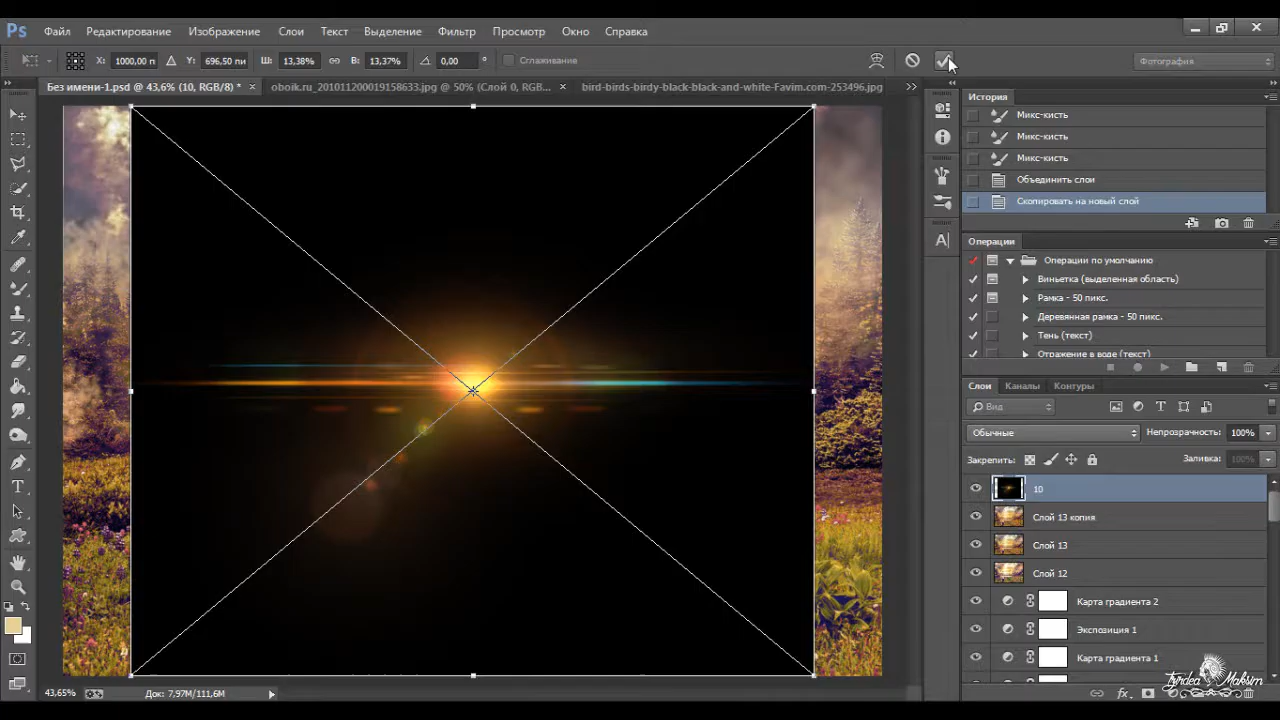 Ps Файл Редактирование Изображение Слои Текст Выделение Фильтр Просмотр Окно Справка
X: 1000,00 п Y: 696,50 пи Ш: 13,38% В: 13,37% 0,00 ° Сглаживание Фотография
Без имени-1.psd @ 43,6% (10, RGB/8) * × oboik.ru_201011200019158633.jpg @ 50% (Слой 0, RGB... × bird-birds-birdy-black-black-and-white-Favim.com-253496.jpg
История
Микс-кисть
Микс-кисть
Микс-кисть
Объединить слои
Скопировать на новый слой
Операции
Операции по умолчанию
Виньетка (выделенная область)
Рамка - 50 пикс.
Деревянная рамка - 50 пикс.
Тень (текст)
Отражение в воде (текст)
Слои Каналы Контуры
Вид
Обычные Непрозрачность: 100%
Закрепить: Заливка: 100%
10
Слой 13 копия
Слой 13
Слой 12
Карта градиента 2
Экспозиция 1
Карта градиента 1
43,65% Док: 7,97M/111,6M